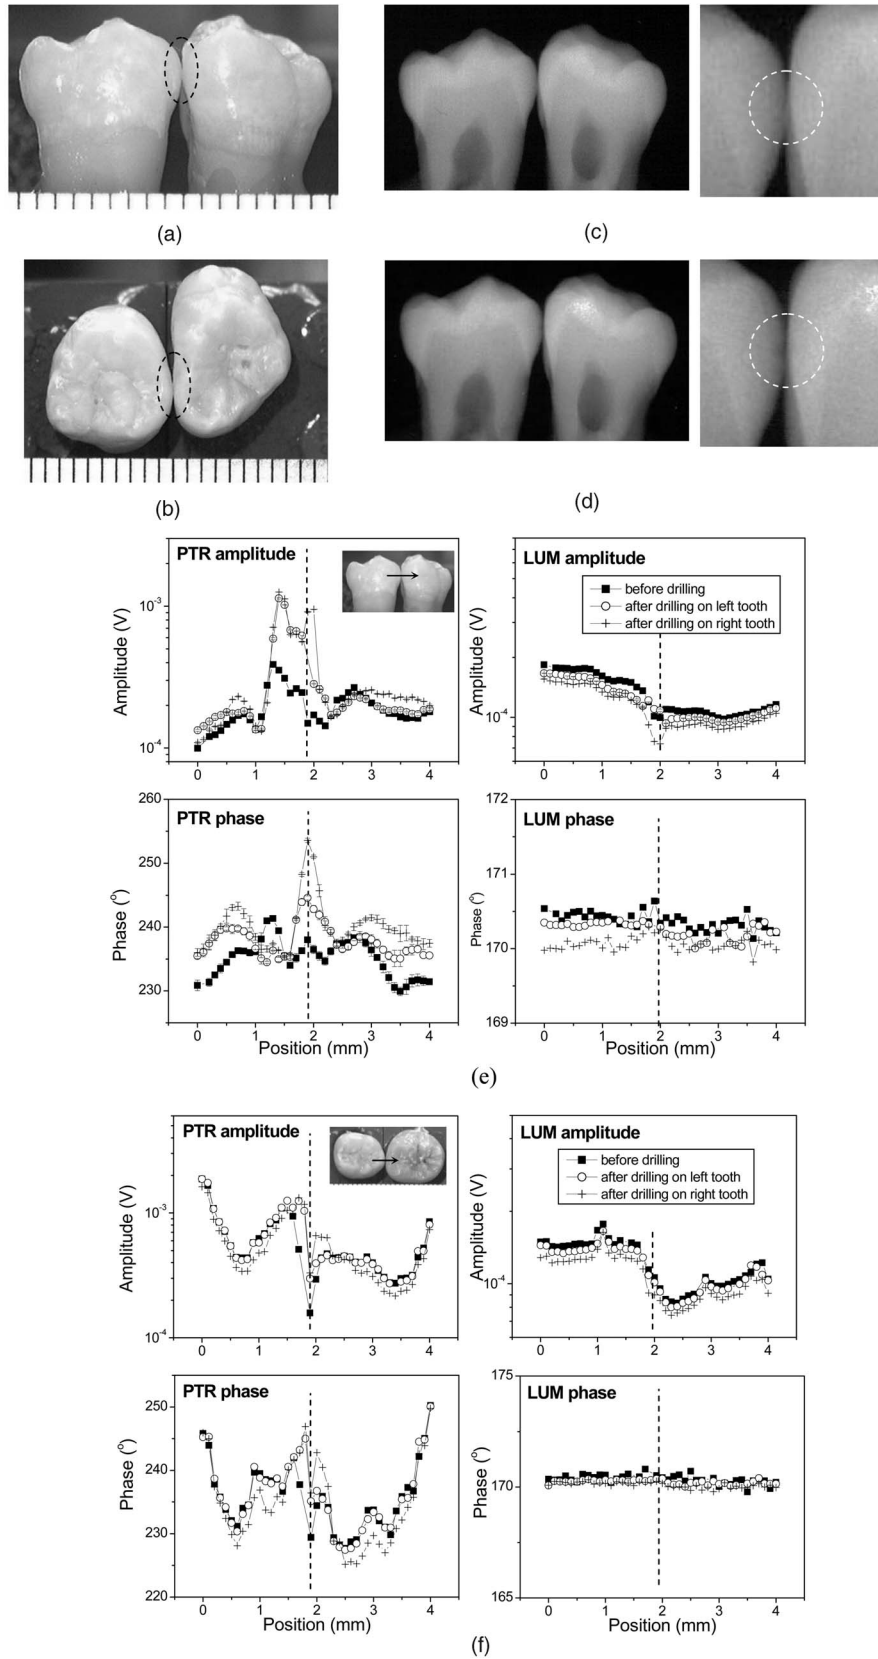 (a)
(c)
(b)
(d)
PTR amplitude
10⁻³
10⁻⁴
Amplitude (V)
0 1 2 3 4
LUM amplitude
before drilling
after drilling on left tooth
after drilling on right tooth
10⁻⁴
Amplitude (V)
0 1 2 3 4
PTR phase
260
250
240
230
Phase (°)
0 1 2 3 4
Position (mm)
LUM phase
172
171
170
169
Phase (°)
0 1 2 3 4
Position (mm)
(e)
PTR amplitude
10⁻³
10⁻⁴
Amplitude (V)
0 1 2 3 4
LUM amplitude
before drilling
after drilling on left tooth
after drilling on right tooth
10⁻⁴
Amplitude (V)
0 1 2 3 4
PTR phase
250
240
230
220
Phase (°)
0 1 2 3 4
Position (mm)
LUM phase
175
170
165
Phase (°)
0 1 2 3 4
Position (mm)
(f)